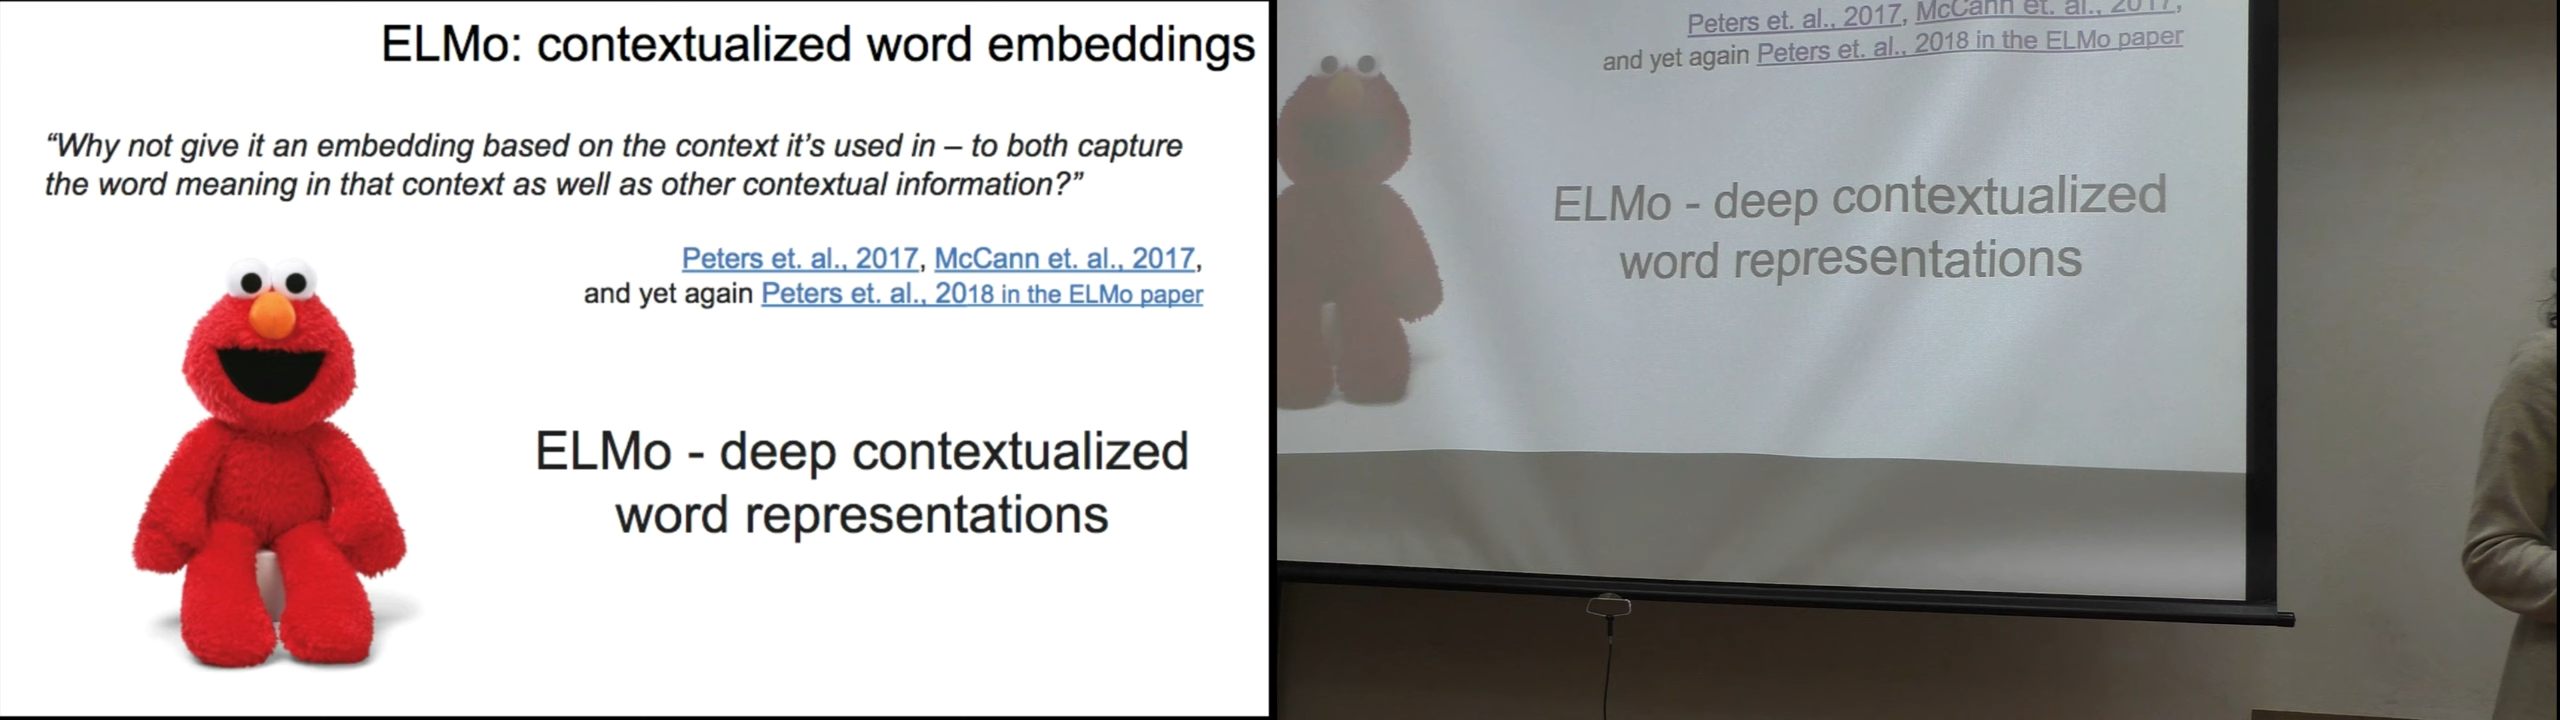 ELMo: contextualized word embeddings
“Why not give it an embedding based on the context it’s used in – to both capture
the word meaning in that context as well as other contextual information?”
Peters et. al., 2017, McCann et. al., 2017,
and yet again Peters et. al., 2018 in the ELMo paper
ELMo - deep contextualized
word representations
Peters et. al., 2017, McCann et. al., 2017,
and yet again Peters et. al., 2018 in the ELMo paper
ELMo - deep contextualized
word representations